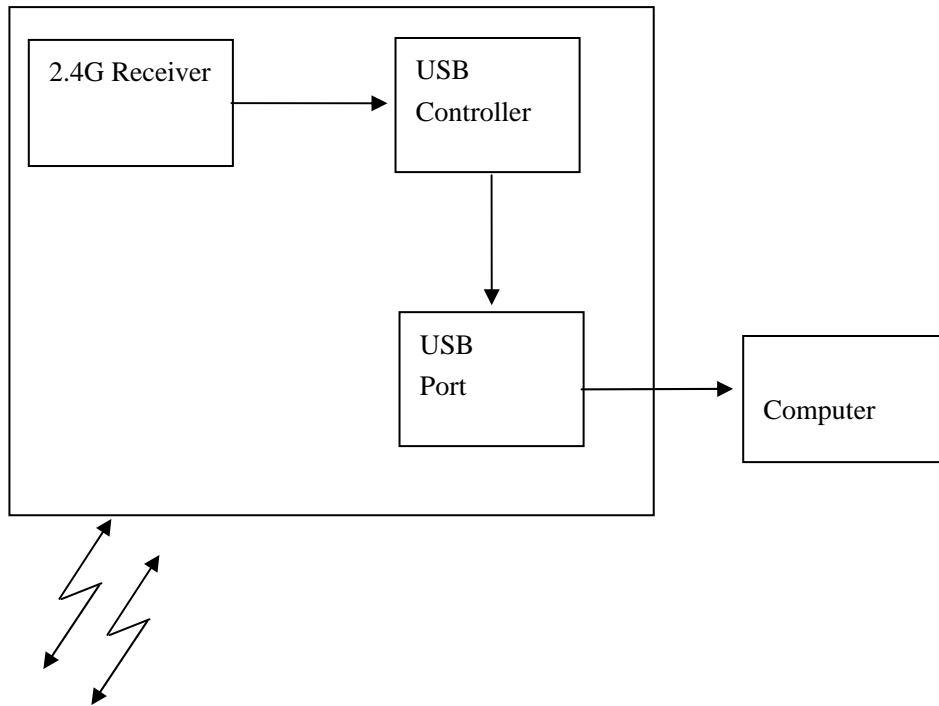 2.4G Receiver
USB
Controller
USB
Port
Computer